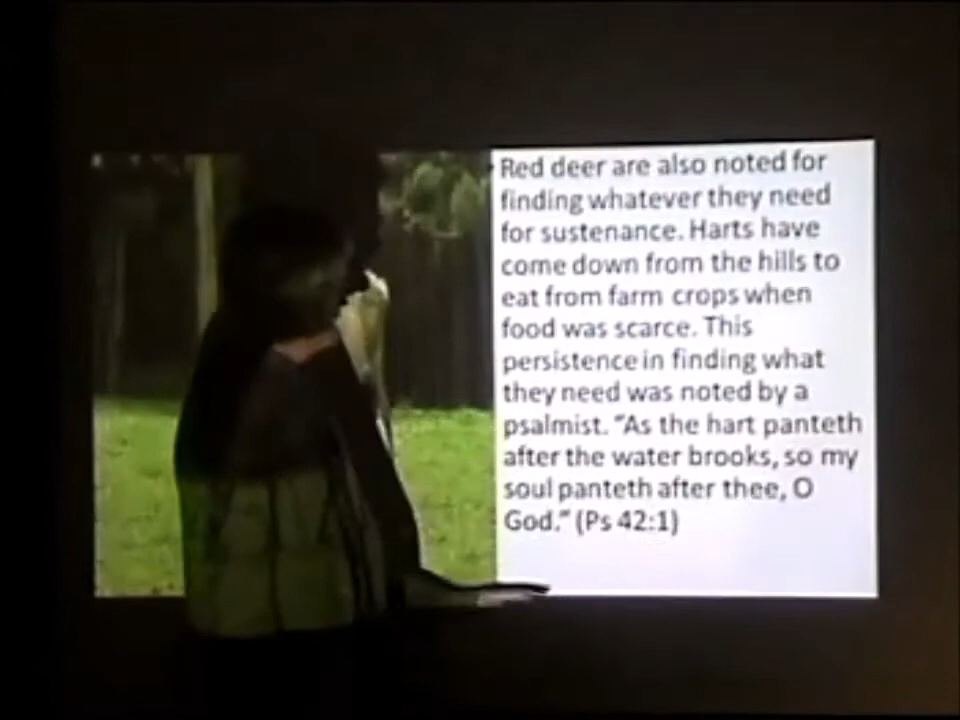 Red deer are also noted for
finding whatever they need
for sustenance. Harts have
come down from the hills to
eat from farm crops when
food was scarce. This
persistence in finding what
they need was noted by a
psalmist. "As the hart panteth
after the water brooks, so my
soul panteth after thee, O
God." (Ps 42:1)